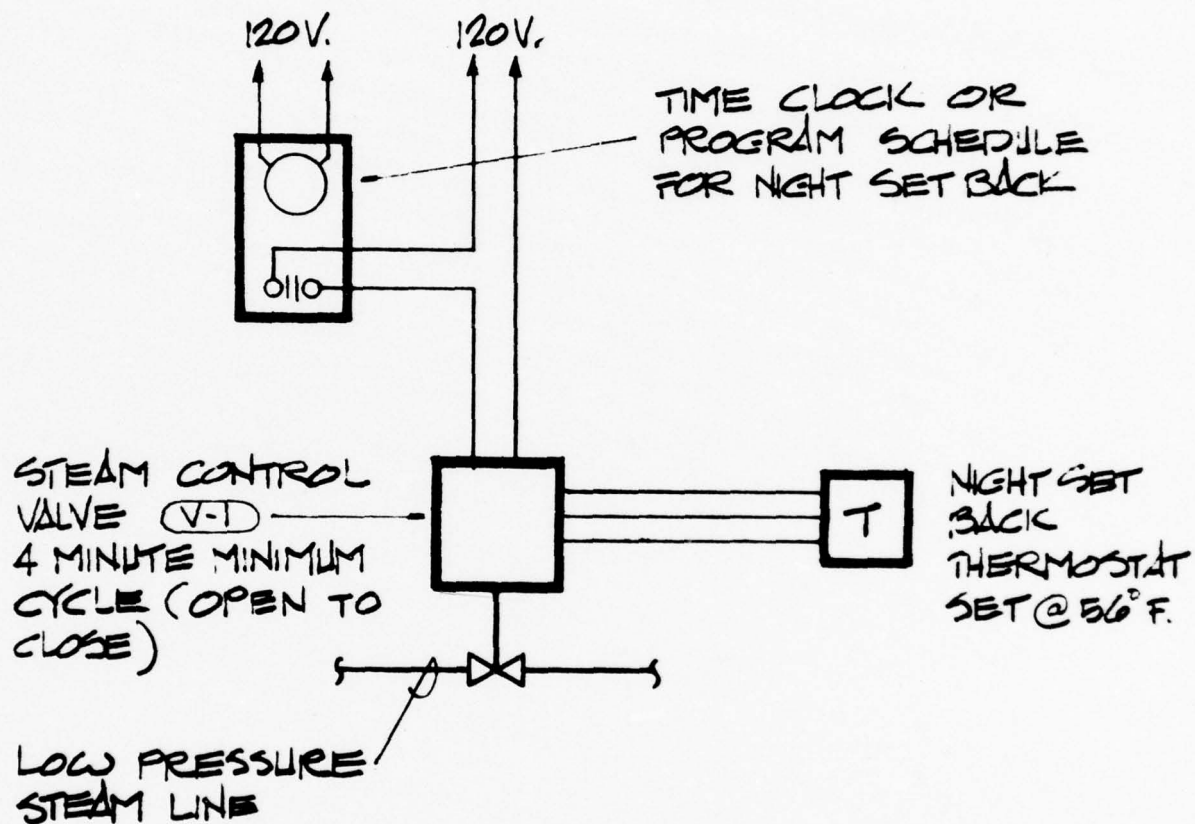 120V.
120V.
TIME CLOCK OR
PROGRAM SCHEDULE
FOR NIGHT SET BACK
STEAM CONTROL
VALVE V-1
4 MINUTE MINIMUM
CYCLE (OPEN TO
CLOSE)
T
NIGHT SET
BACK
THERMOSTAT
SET @ 56° F.
LOW PRESSURE
STEAM LINE